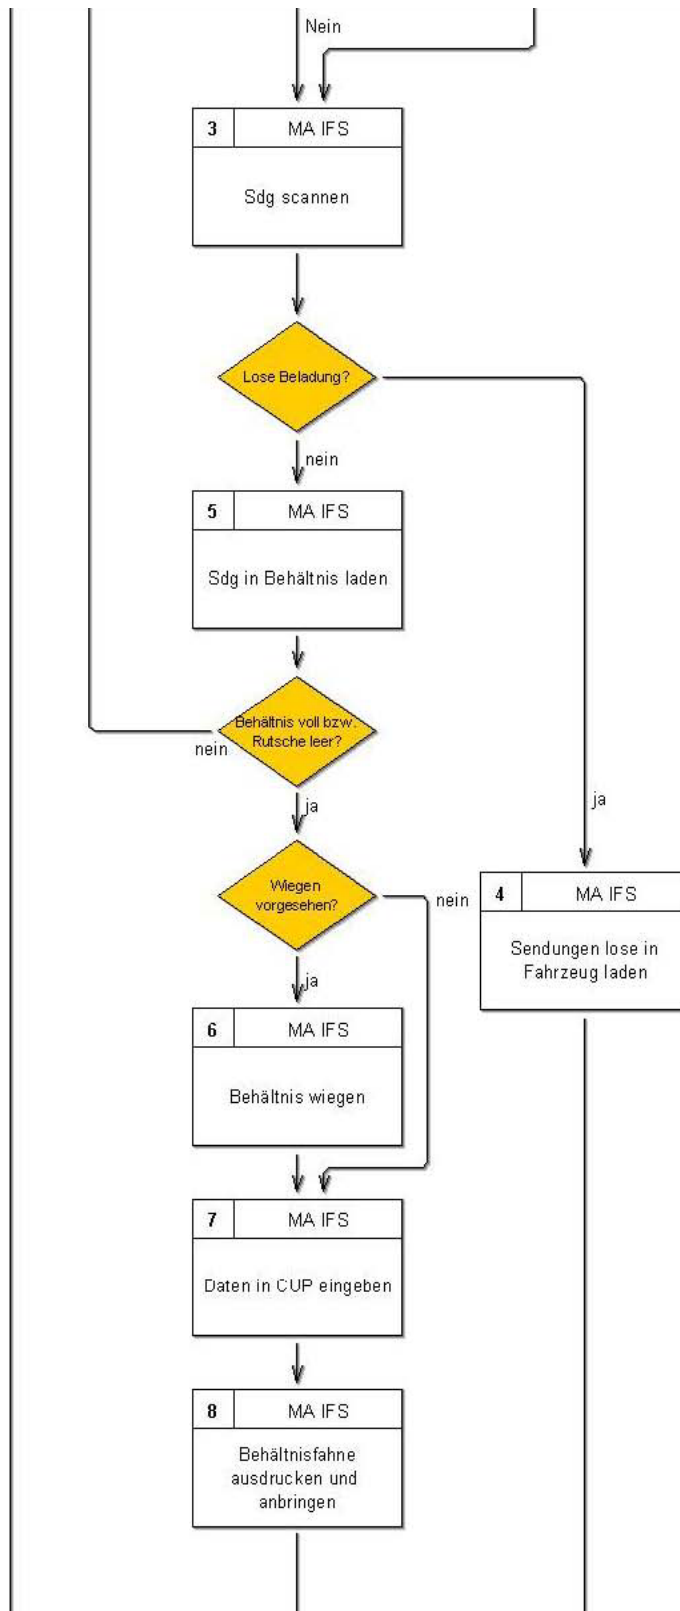 Nein
3 MA IFS
Sdg scannen
Lose Beladung?
nein
5 MA IFS
Sdg in Behältnis laden
Behältnis voll bzw.
Rutsche leer?
nein
ja
ja
Wiegen
vorgesehen?
nein
4 MA IFS
Sendungen lose in
Fahrzeug laden
ja
6 MA IFS
Behältnis wiegen
7 MA IFS
Daten in CUP eingeben
8 MA IFS
Behältnisfahne
ausdrucken und
anbringen